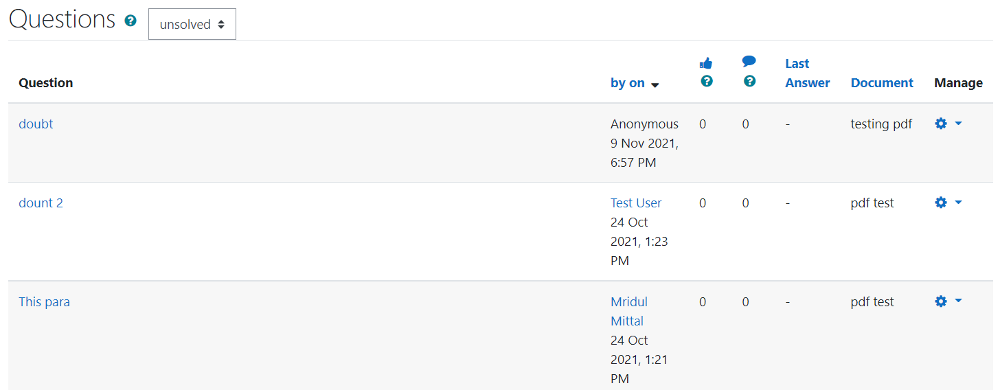 Questions ? unsolved
Last
? ?
Question by on Answer Document Manage
doubt Anonymous 0 0 - testing pdf
9 Nov 2021,
6:57 PM
dount 2 Test User 0 0 - pdf test
24 Oct
2021, 1:23
PM
This para Mridul 0 0 - pdf test
Mittal
24 Oct
2021, 1:21
PM